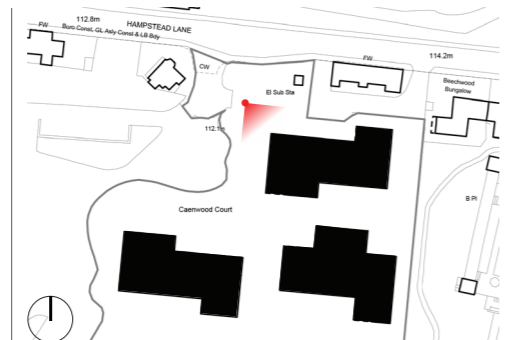 112.8m
HAMPSTEAD LANE
FW
Boro Const, GL Asly Const & LB Bdy
114.2m
FW
CW
Beechwood
Bungalow
El Sub Sta
112.1m
B Pl
Caenwood Court